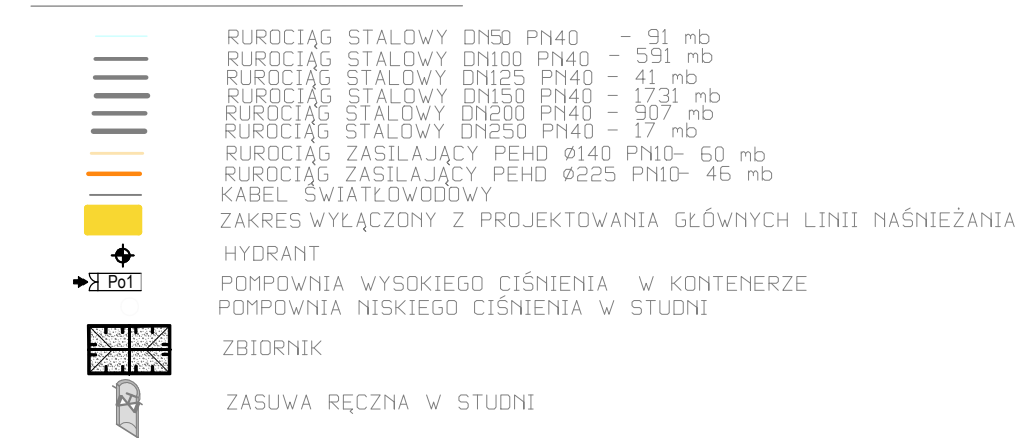 RUROCIĄG STALOWY DN50 PN40 - 91 mb
RUROCIĄG STALOWY DN100 PN40 - 591 mb
RUROCIĄG STALOWY DN125 PN40 - 41 mb
RUROCIĄG STALOWY DN150 PN40 - 1731 mb
RUROCIĄG STALOWY DN200 PN40 - 907 mb
RUROCIĄG STALOWY DN250 PN40 - 17 mb
RUROCIĄG ZASILAJĄCY PEHD Ø140 PN10- 60 mb
RUROCIĄG ZASILAJĄCY PEHD Ø225 PN10- 46 mb
KABEL ŚWIATŁOWODOWY
ZAKRES WYŁĄCZONY Z PROJEKTOWANIA GŁÓWNYCH LINII NAŚNIEŻANIA
HYDRANT
Po1 POMPOWNIA WYSOKIEGO CIŚNIENIA W KONTENERZE
POMPOWNIA NISKIEGO CIŚNIENIA W STUDNI
ZBIORNIK
ZASUWA RĘCZNA W STUDNI